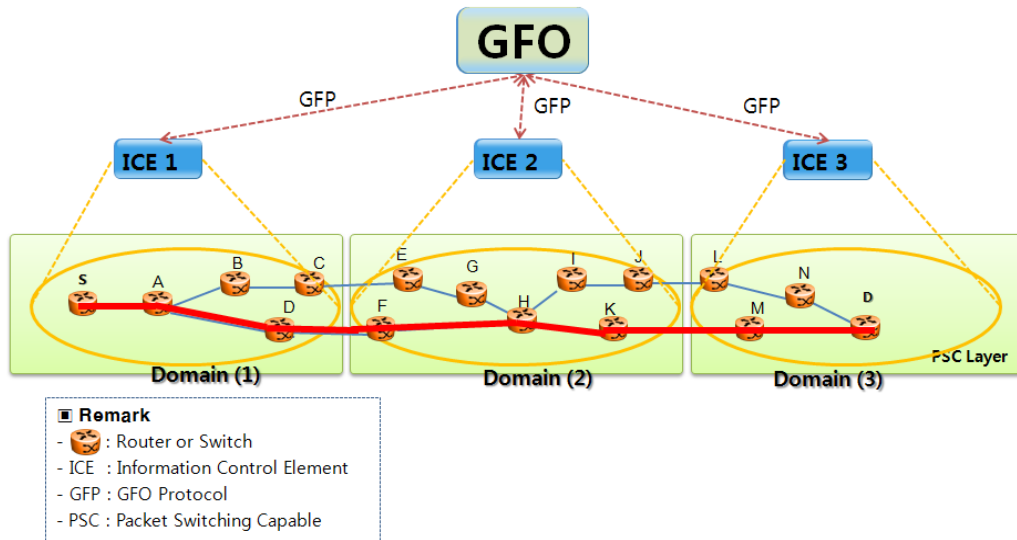 GFO
GFP
GFP
GFP
ICE 1
ICE 2
ICE 3
S
A
B
C
D
E
F
G
H
I
J
K
L
M
N
D
PSC Layer
Domain (1)
Domain (2)
Domain (3)
▣ Remark
- : Router or Switch
- ICE : Information Control Element
- GFP : GFO Protocol
- PSC : Packet Switching Capable